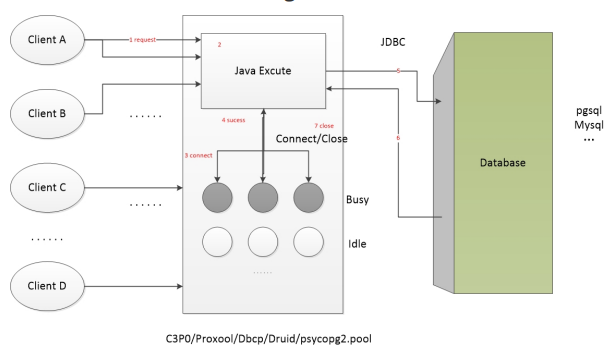 Client A
1 request
2
Java Excute
JDBC
5
Client B
......
4 sucess
7 close
6
pgsql
Mysql
...
Connect/Close
3 connect
Database
Client C
......
Busy
......
Idle
......
Client D
C3P0/Proxool/Dbcp/Druid/psycopg2.pool